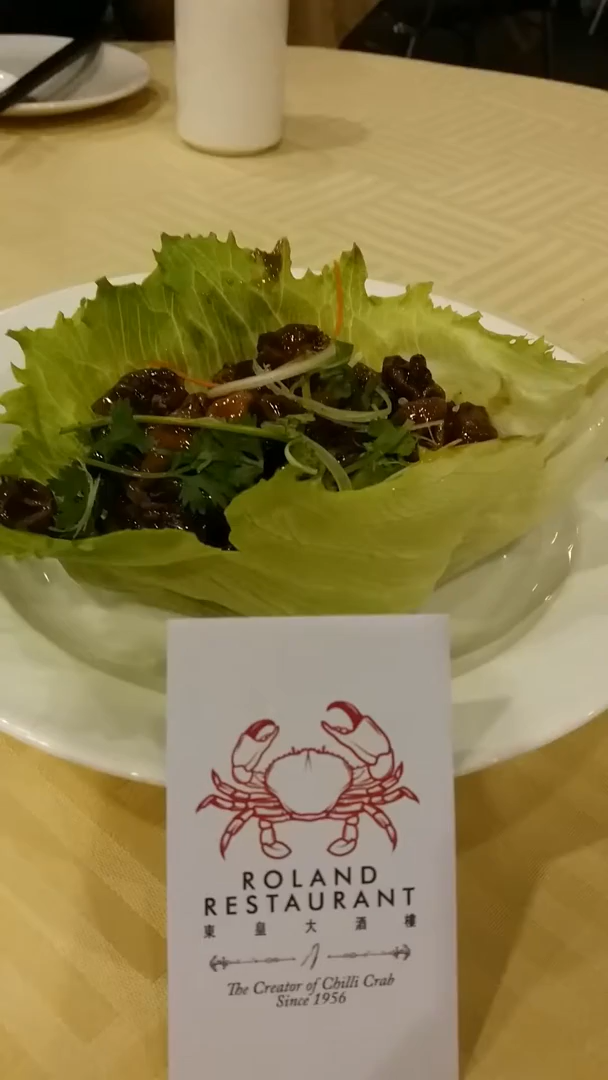 ROLAND
RESTAURANT
東皇大酒樓
The Creator of Chilli Crab
Since 1956